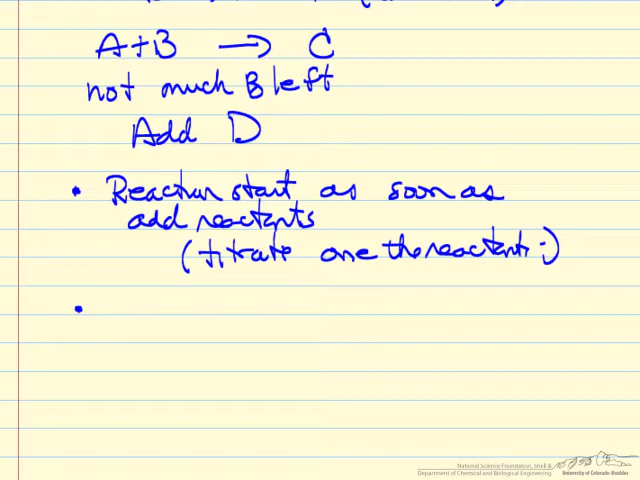 A+B → C
not much B left
Add D
• Reaction start as soon as
add reactants
(titrate one the reactants)
•
National Science Foundation, Shell &
Department of Chemical and Biological Engineering
University of Colorado-Boulder